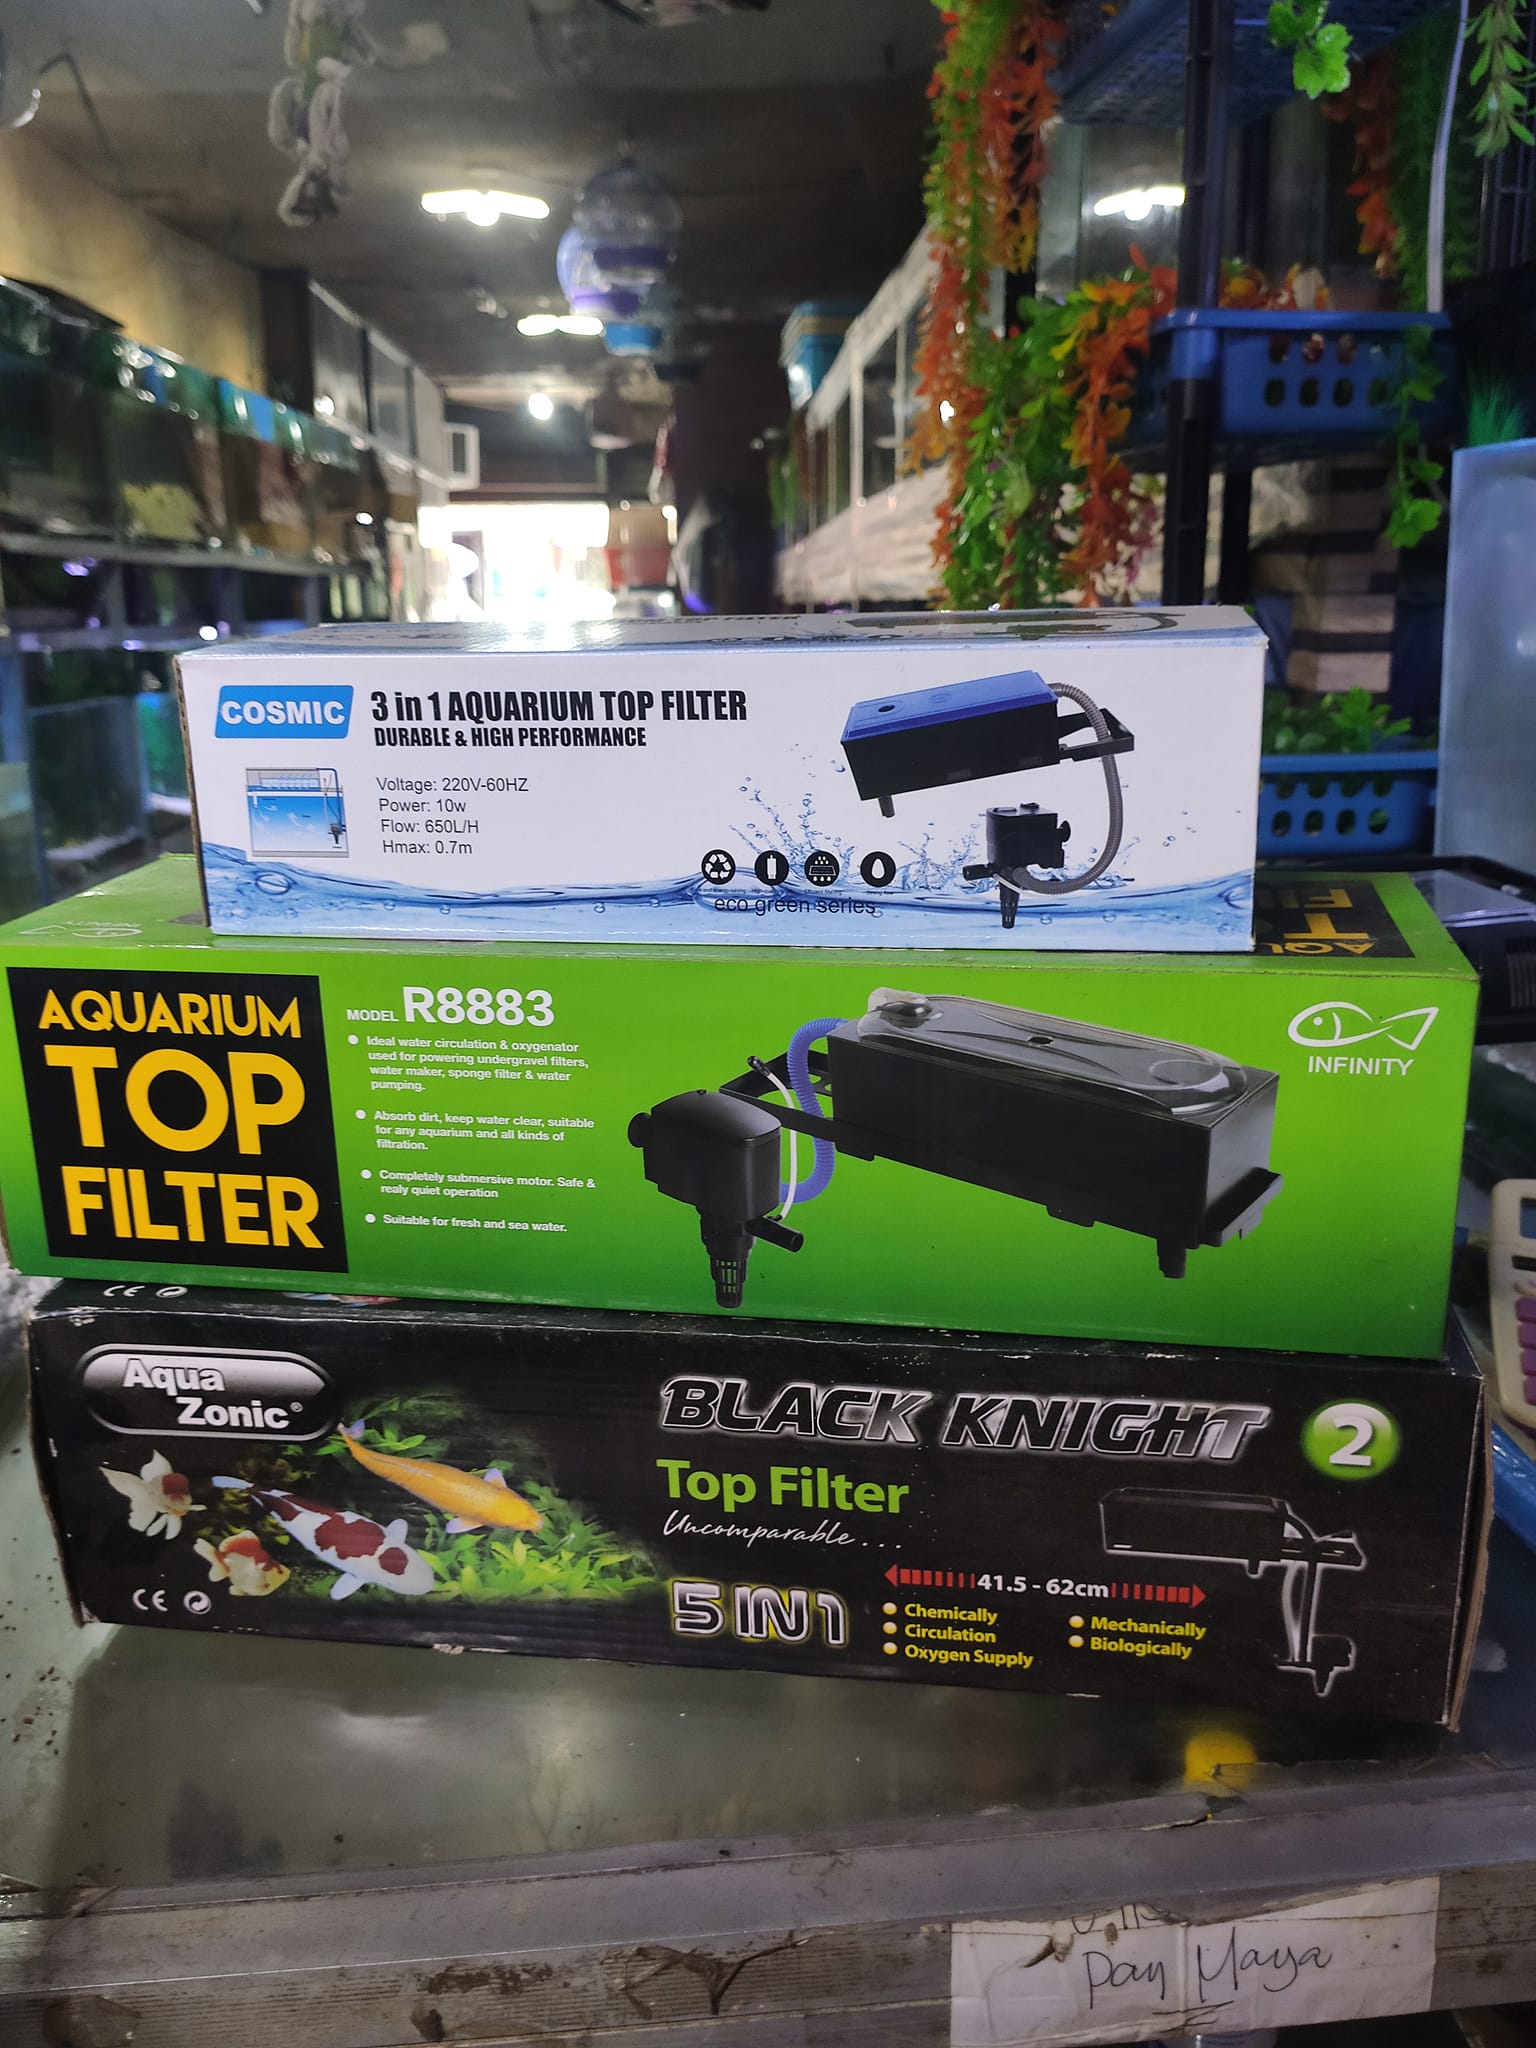 COSMIC
3 in 1 AQUARIUM TOP FILTER
DURABLE & HIGH PERFORMANCE
Voltage: 220V-60HZ
Power: 10w
Flow: 650L/H
Hmax: 0.7m
eco green series
AQUARIUM
TOP
FILTER
MODEL R8883
Ideal water circulation & oxygenator
used for powering undergravel filters,
water maker, sponge filter & water
pumping.
Absorb dirt, keep water clear, suitable
for any aquarium and all kinds of
filtration.
Completely submersive motor. Safe &
realy quiet operation
Suitable for fresh and sea water.
INFINITY
CE
Aqua
Zonic®
BLACK KNIGHT 2
Top Filter
Uncomparable...
41.5 - 62cm
5 IN 1
Chemically
Circulation
Oxygen Supply
Mechanically
Biologically
CE
Pan Maya